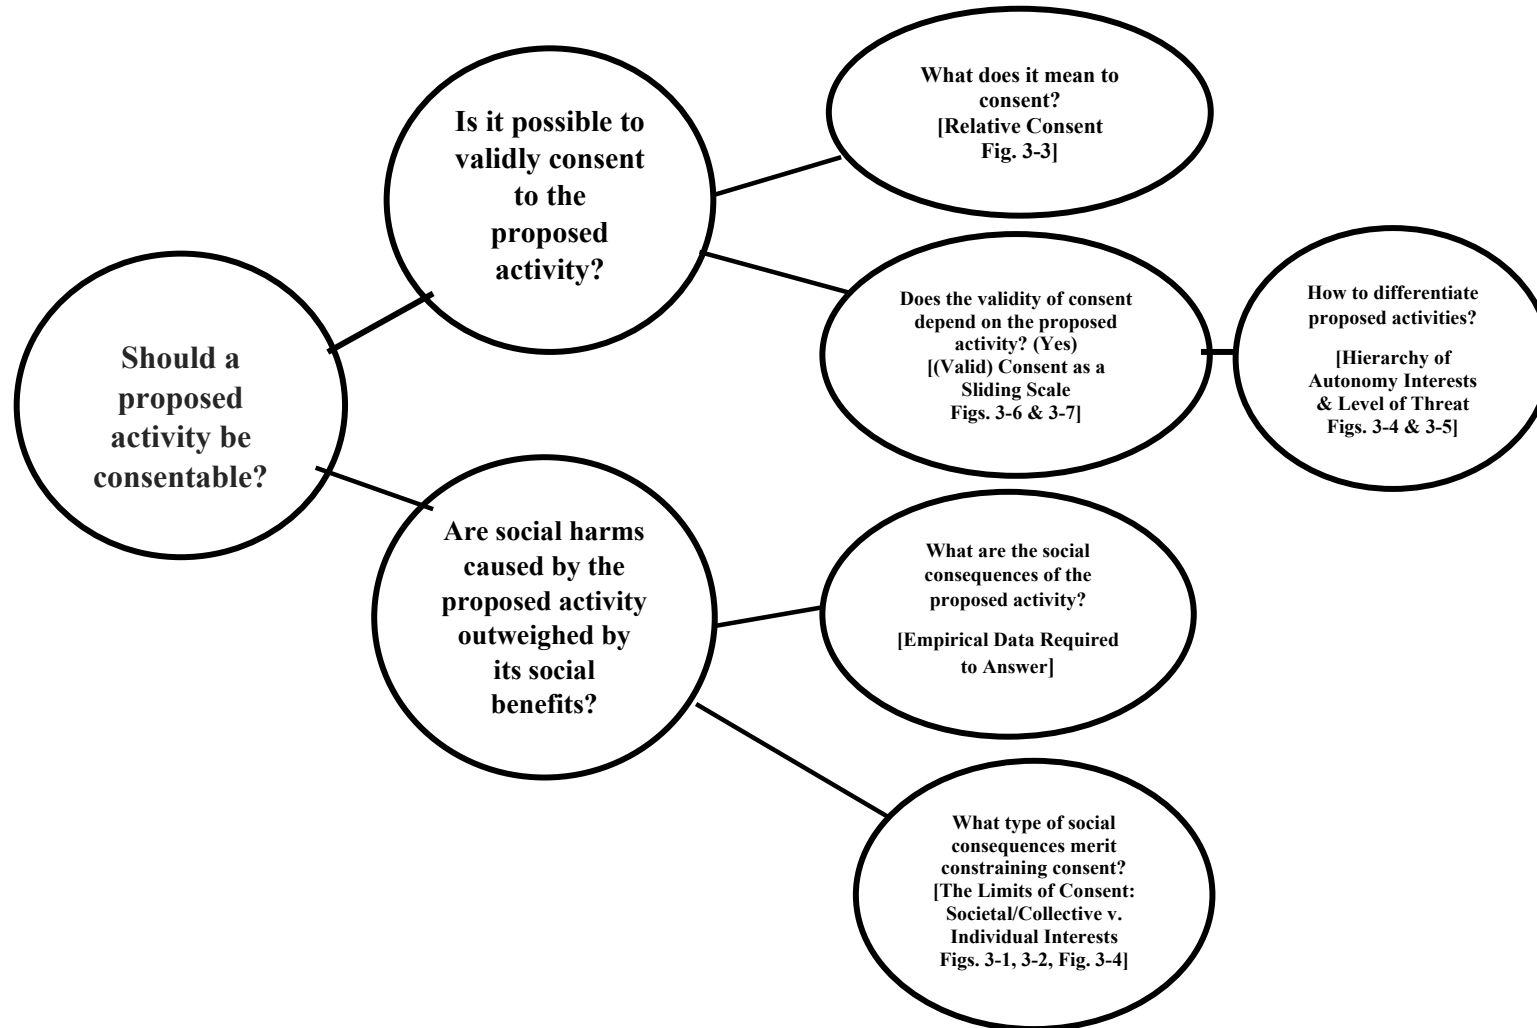 Should a
proposed
activity be
consentable?
Is it possible to
validly consent
to the
proposed
activity?
What does it mean to
consent?
[Relative Consent
Fig. 3-3]
Does the validity of consent
depend on the proposed
activity? (Yes)
[(Valid) Consent as a
Sliding Scale
Figs. 3-6 & 3-7]
How to differentiate
proposed activities?
[Hierarchy of
Autonomy Interests
& Level of Threat
Figs. 3-4 & 3-5]
Are social harms
caused by the
proposed activity
outweighed by
its social
benefits?
What are the social
consequences of the
proposed activity?
[Empirical Data Required
to Answer]
What type of social
consequences merit
constraining consent?
[The Limits of Consent:
Societal/Collective v.
Individual Interests
Figs. 3-1, 3-2, Fig. 3-4]